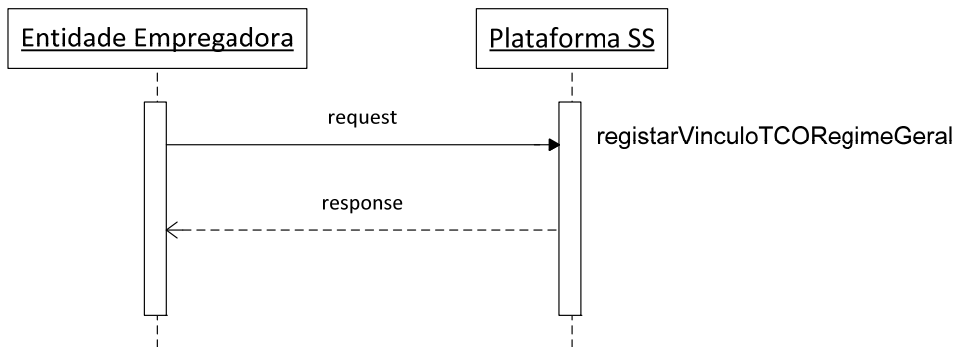 Entidade Empregadora
Plataforma SS
request
registarVinculoTCORegimeGeral
response